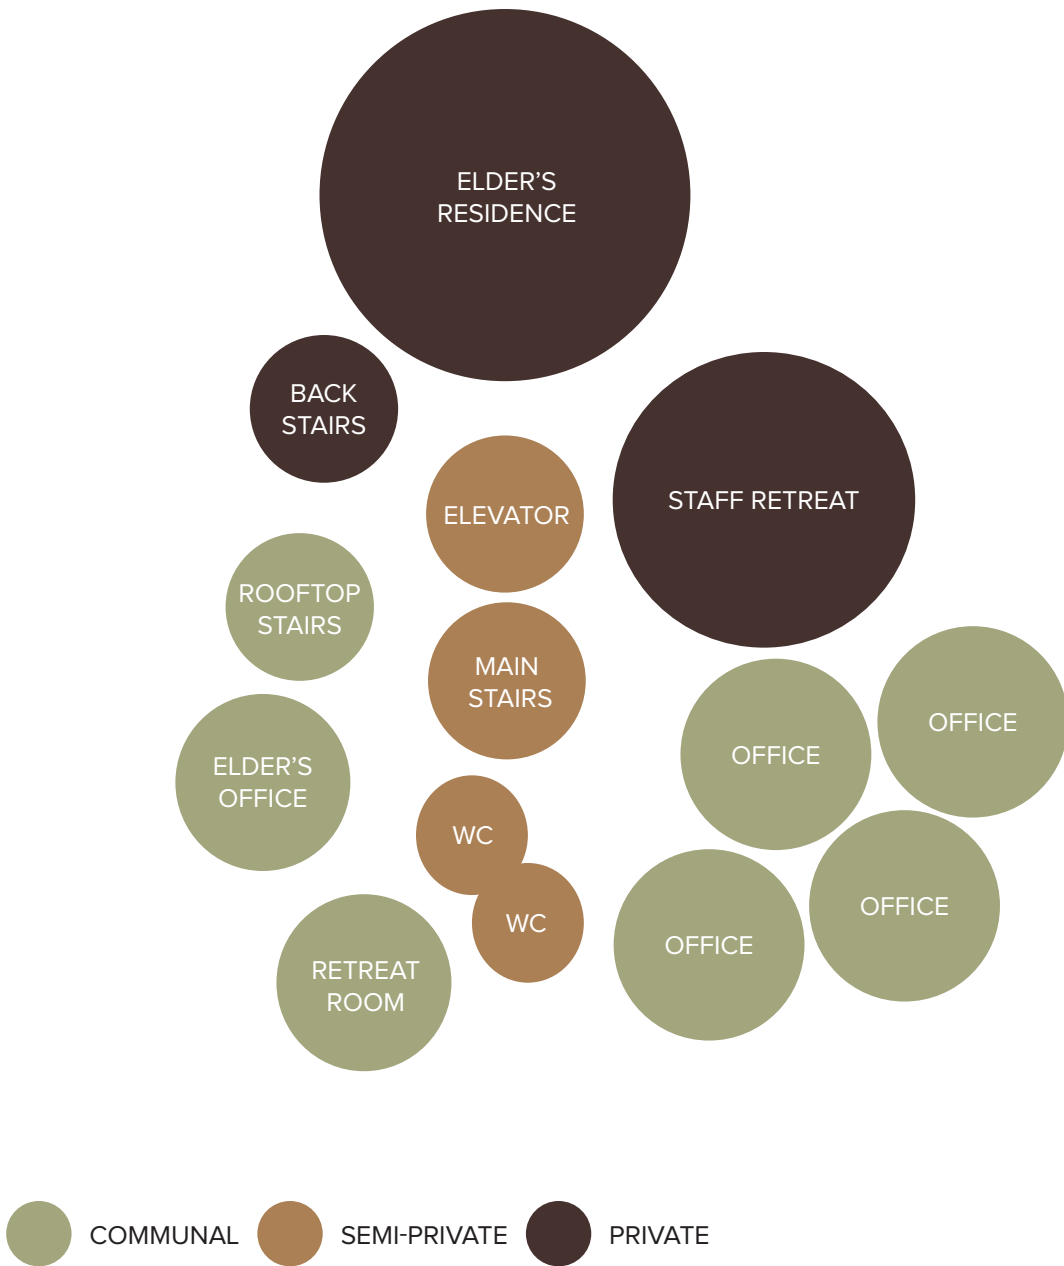 ELDER’S
RESIDENCE
BACK
STAIRS
ELEVATOR
STAFF RETREAT
ROOFTOP
STAIRS
MAIN
STAIRS
ELDER’S
OFFICE
OFFICE
OFFICE
WC
WC
OFFICE
OFFICE
RETREAT
ROOM
COMMUNAL
SEMI-PRIVATE
PRIVATE